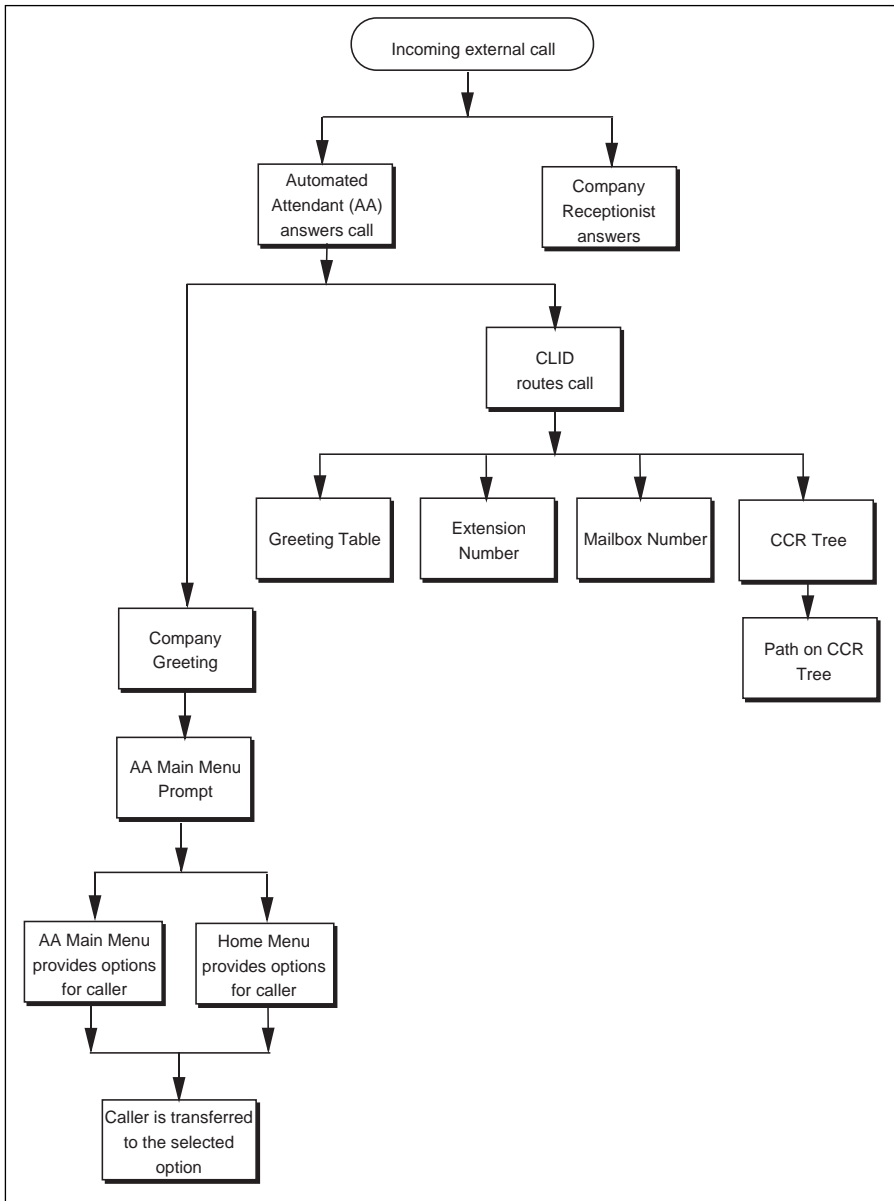 Incoming external call
Automated
Attendant (AA)
answers call
Company
Receptionist
answers
CLID
routes call
Greeting Table
Extension
Number
Mailbox Number
CCR Tree
Path on CCR
Tree
Company
Greeting
AA Main Menu
Prompt
AA Main Menu
provides options
for caller
Home Menu
provides options
for caller
Caller is transferred
to the selected
option